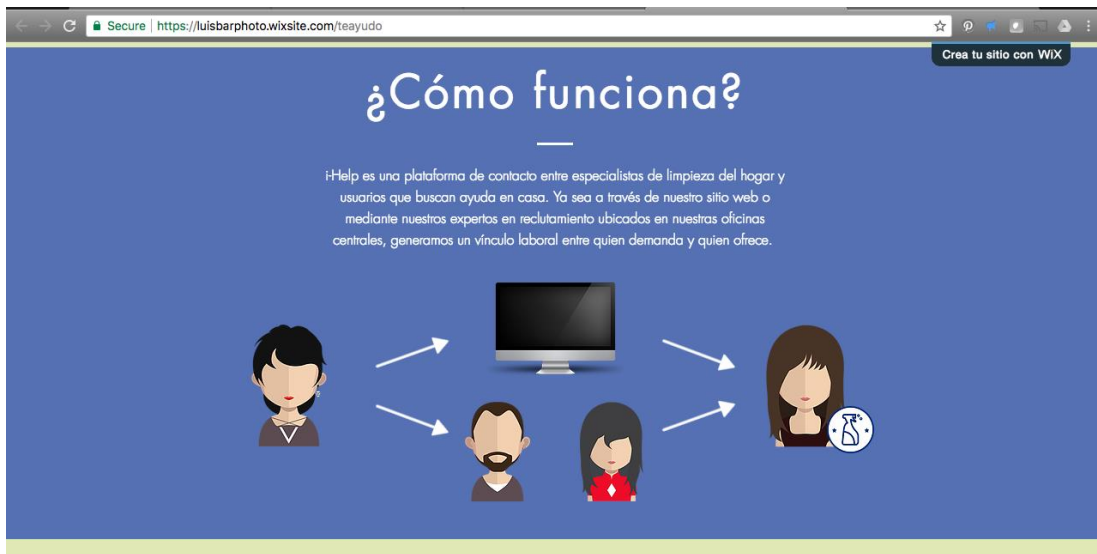 Secure | https://luisbarphoto.wixsite.com/teayudo
Crea tu sitio con WiX
¿Cómo funciona?
i-Help es una plataforma de contacto entre especialistas de limpieza del hogar y
usuarios que buscan ayuda en casa. Ya sea a través de nuestro sitio web o
mediante nuestros expertos en reclutamiento ubicados en nuestras oficinas
centrales, generamos un vínculo laboral entre quien demanda y quien ofrece.